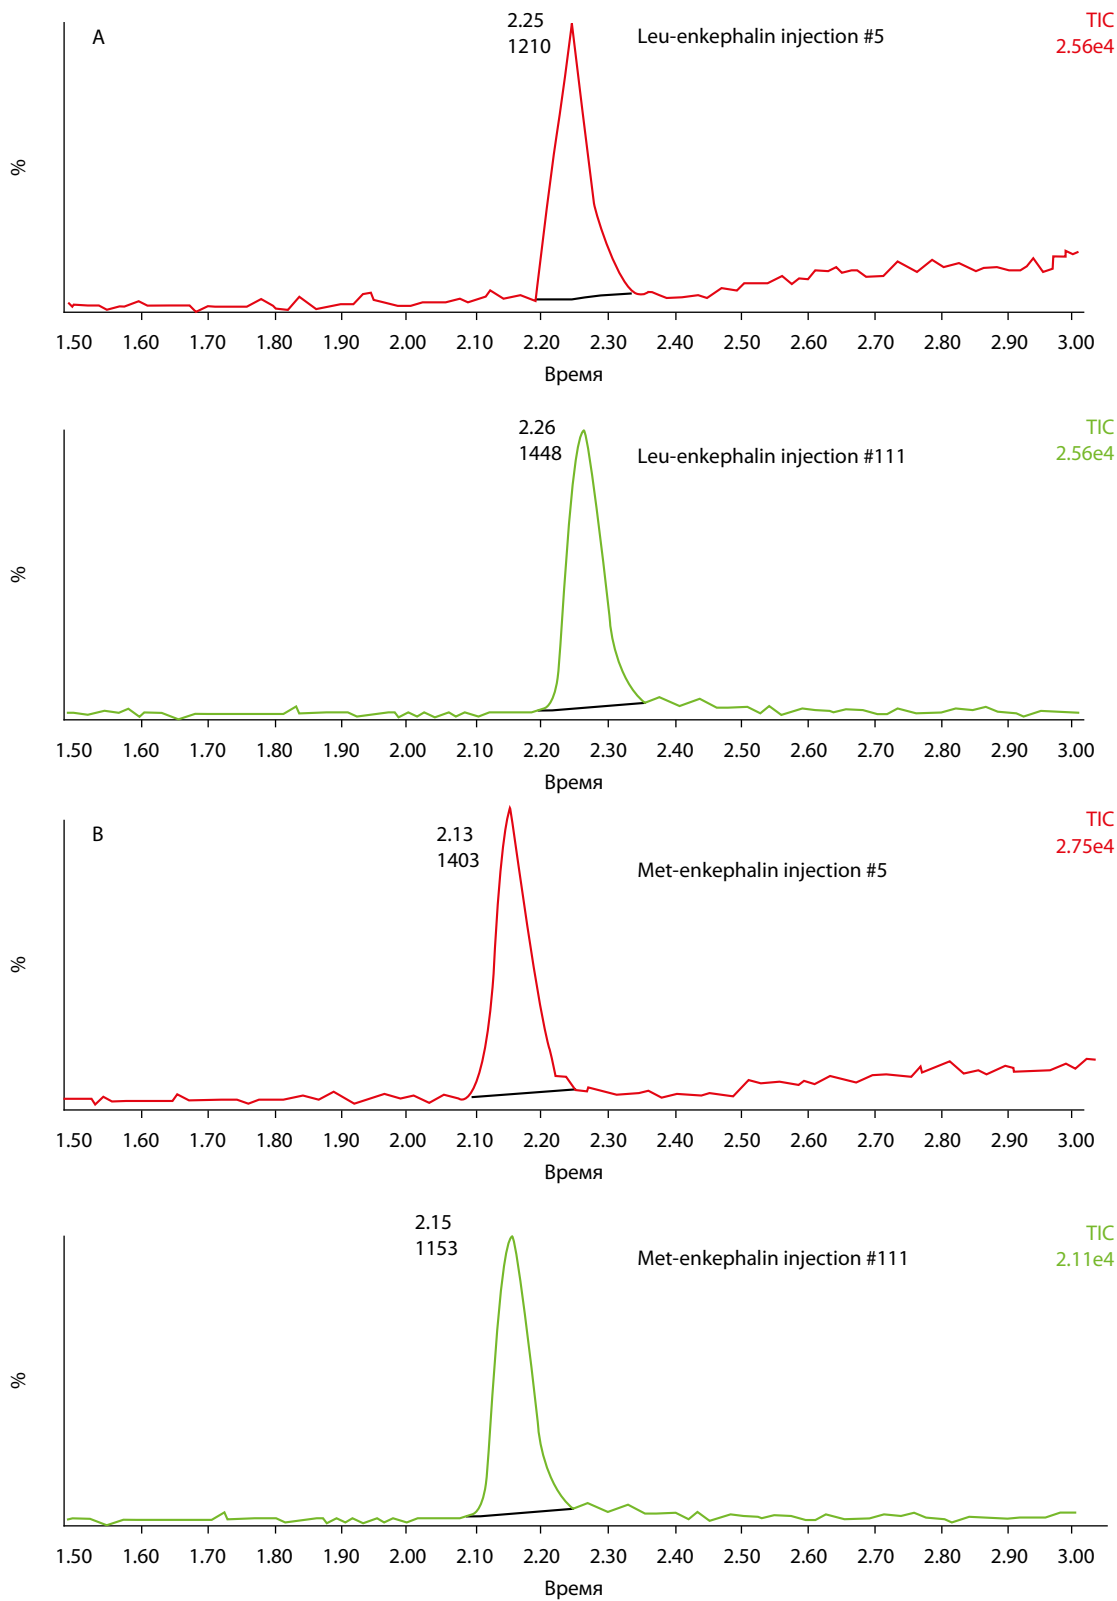 A
2.25
1210
Leu-enkephalin injection #5
TIC
2.56e4
%
1.50 1.60 1.70 1.80 1.90 2.00 2.10 2.20 2.30 2.40 2.50 2.60 2.70 2.80 2.90 3.00
Время
2.26
1448
Leu-enkephalin injection #111
TIC
2.56e4
%
1.50 1.60 1.70 1.80 1.90 2.00 2.10 2.20 2.30 2.40 2.50 2.60 2.70 2.80 2.90 3.00
Время
B
2.13
1403
Met-enkephalin injection #5
TIC
2.75e4
%
1.50 1.60 1.70 1.80 1.90 2.00 2.10 2.20 2.30 2.40 2.50 2.60 2.70 2.80 2.90 3.00
Время
2.15
1153
Met-enkephalin injection #111
TIC
2.11e4
%
1.50 1.60 1.70 1.80 1.90 2.00 2.10 2.20 2.30 2.40 2.50 2.60 2.70 2.80 2.90 3.00
Время